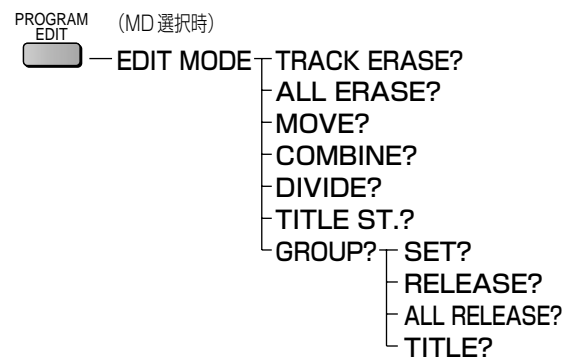 PROGRAM
EDIT
（MD選択時）
EDIT MODE
TRACK ERASE?
ALL ERASE?
MOVE?
COMBINE?
DIVIDE?
TITLE ST.?
GROUP?
SET?
RELEASE?
ALL RELEASE?
TITLE?